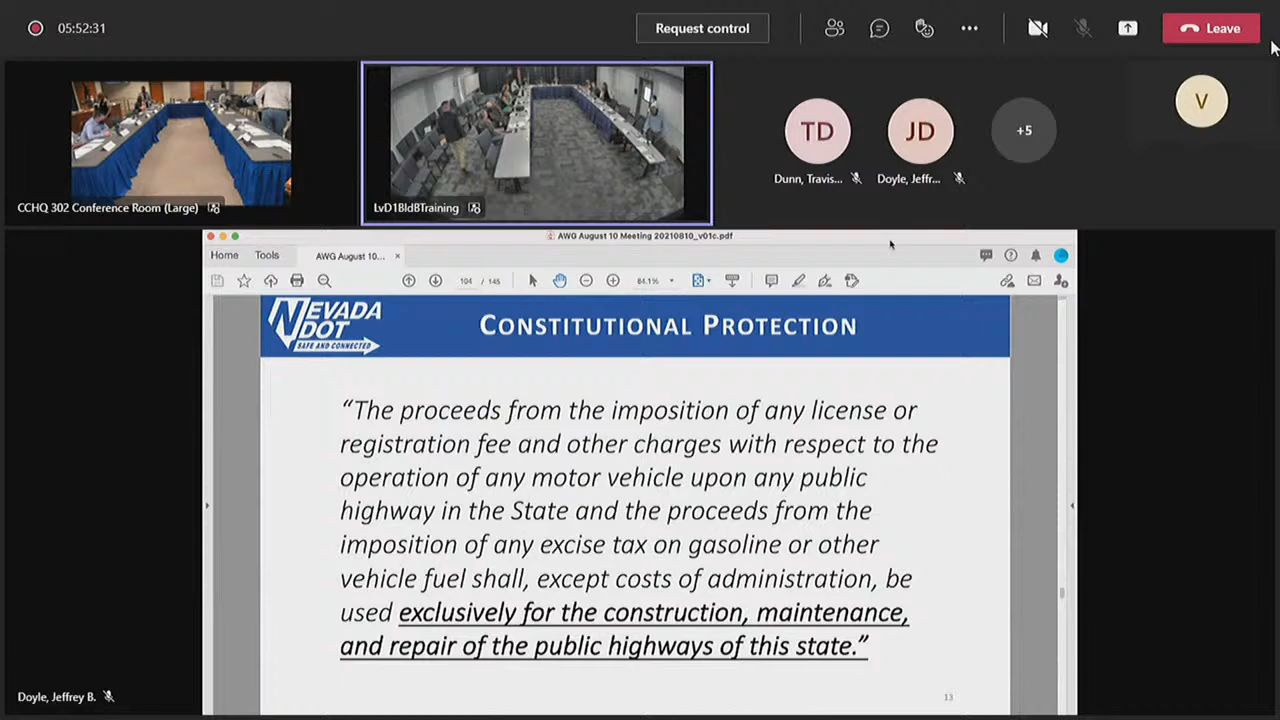 05:52:31
Request control
Leave
CCHQ 302 Conference Room (Large)
LvD1BldBTraining
TD
JD
+5
V
Dunn, Travis...
Doyle, Jeffr...
AWG August 10 Meeting 20210810_v01c.pdf
Home
Tools
AWG August 10...
104 / 145
84.1%
NEVADA
DOT
SAFE AND CONNECTED
CONSTITUTIONAL PROTECTION
“The proceeds from the imposition of any license or
registration fee and other charges with respect to the
operation of any motor vehicle upon any public
highway in the State and the proceeds from the
imposition of any excise tax on gasoline or other
vehicle fuel shall, except costs of administration, be
used exclusively for the construction, maintenance,
and repair of the public highways of this state.”
13
Doyle, Jeffrey B.